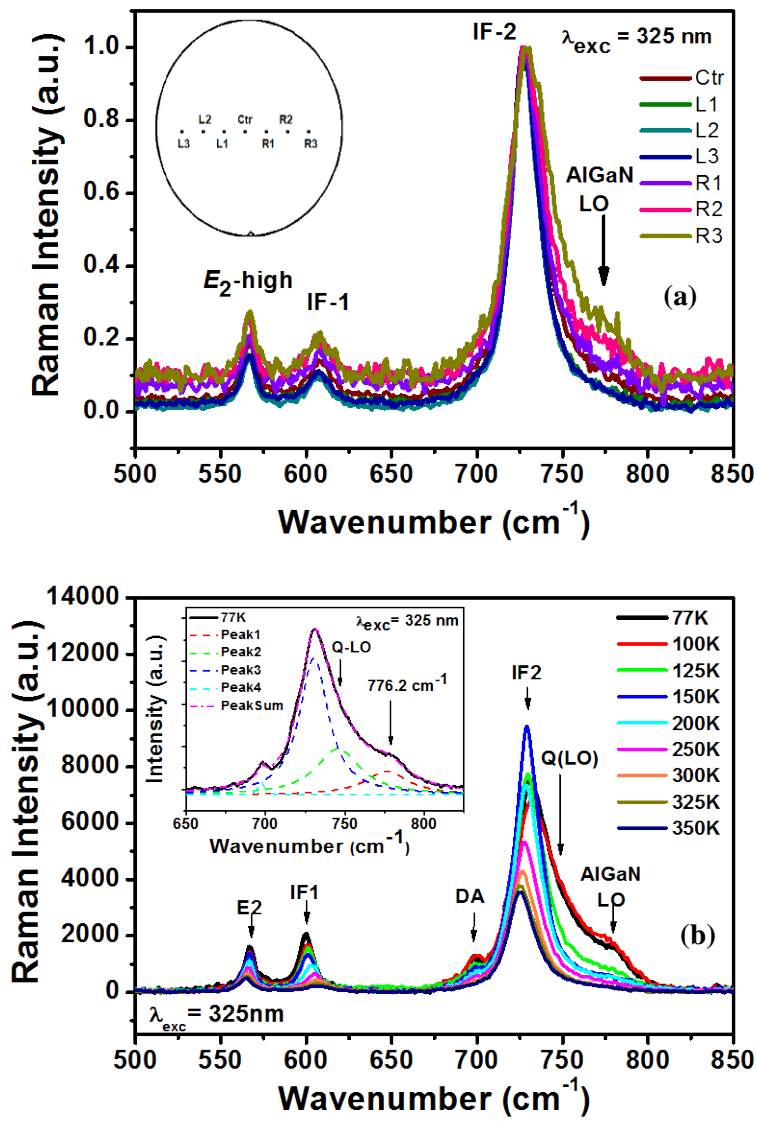 IF-2
λexc = 325 nm
Ctr
L1
L2
L3
R1
R2
R3
L2 Ctr R2
L3 L1 R1 R3
AlGaN
LO
E2-high
IF-1
(a)
Raman Intensity (a.u.)
1.0
0.8
0.6
0.4
0.2
0.0
500 550 600 650 700 750 800 850
Wavenumber (cm-1)
14000
12000
10000
8000
6000
4000
2000
0
Raman Intensity (a.u.)
77K
Peak1
Peak2
Peak3
Peak4
PeakSum
λexc= 325 nm
Q-LO
776.2 cm-1
Intensity
650 700 750 800
Wavenumber (cm-1)
77K
100K
125K
150K
200K
250K
300K
325K
350K
IF2
Q(LO)
AlGaN
LO
DA
E2
IF1
(b)
λexc = 325nm
500 550 600 650 700 750 800 850
Wavenumber (cm-1)